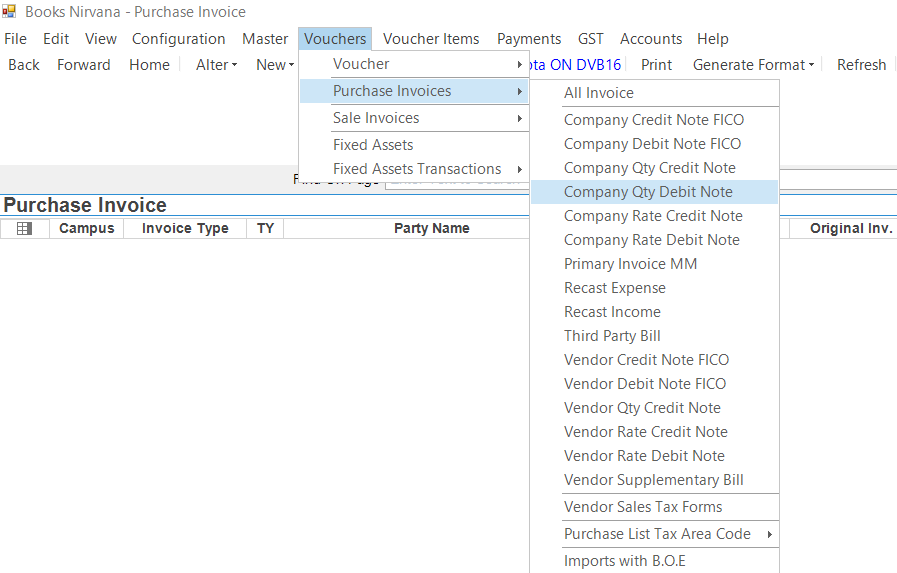 Books Nirvana - Purchase Invoice
File Edit View Configuration Master Vouchers Voucher Items Payments GST Accounts Help
Back Forward Home Alter New ON DVB16 Print Generate Format Refresh
Voucher
Purchase Invoices
Sale Invoices
Fixed Assets
Fixed Assets Transactions
All Invoice
Company Credit Note FICO
Company Debit Note FICO
Company Qty Credit Note
Company Qty Debit Note
Company Rate Credit Note
Company Rate Debit Note
Primary Invoice MM
Recast Expense
Recast Income
Third Party Bill
Vendor Credit Note FICO
Vendor Debit Note FICO
Vendor Qty Credit Note
Vendor Rate Credit Note
Vendor Rate Debit Note
Vendor Supplementary Bill
Vendor Sales Tax Forms
Purchase List Tax Area Code
Imports with B.O.E
Purchase Invoice
Campus Invoice Type TY Party Name Original Inv.